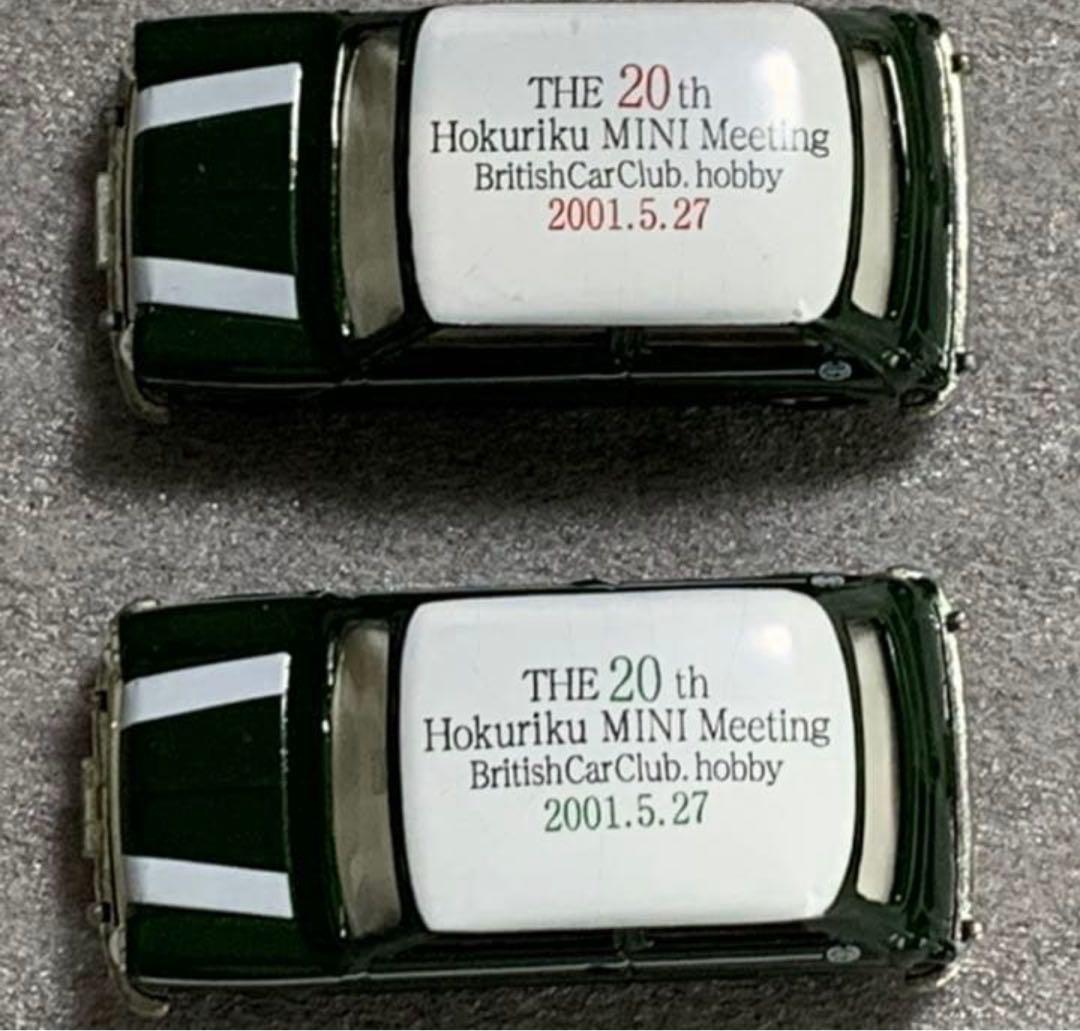 THE 20th
Hokuriku MINI Meeting
BritishCarClub. hobby
2001.5.27
THE 20 th
Hokuriku MINI Meeting
BritishCarClub. hobby
2001.5.27